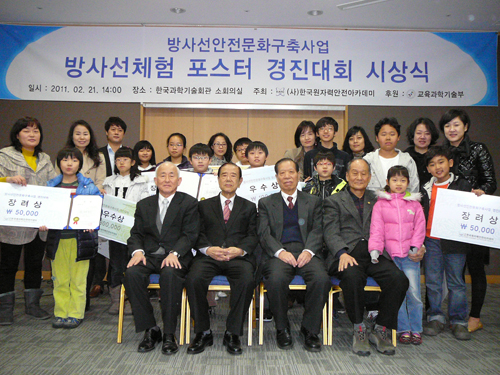 방사선안전문화구축사업
방사선체험 포스터 경진대회 시상식
일시 : 2011. 02. 21, 14:00 장소 : 한국과학기술회관 소회의실 주최 : (사)한국원자력안전아카데미 후원 : 교육과학기술부
장려상
₩ 50,000
우수상
우수상
장려상
₩ 50,000